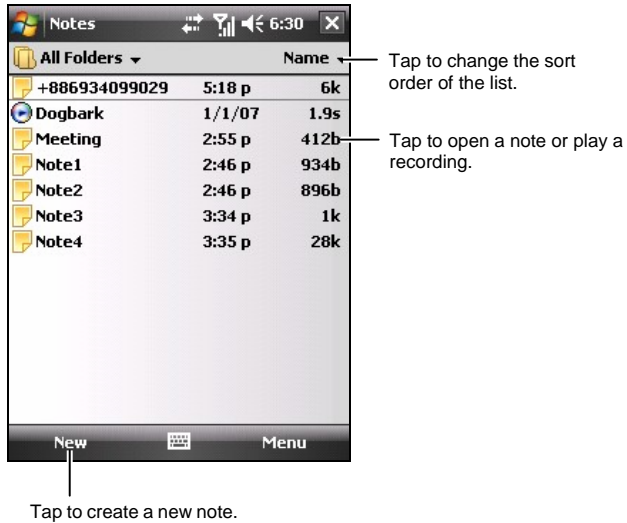 Notes 6:30
All Folders Name
+886934099029 5:18 p 6k
Dogbark 1/1/07 1.9s
Meeting 2:55 p 412b
Note1 2:46 p 934b
Note2 2:46 p 896b
Note3 3:34 p 1k
Note4 3:35 p 28k
New Menu
Tap to change the sort
order of the list.
Tap to open a note or play a
recording.
Tap to create a new note.